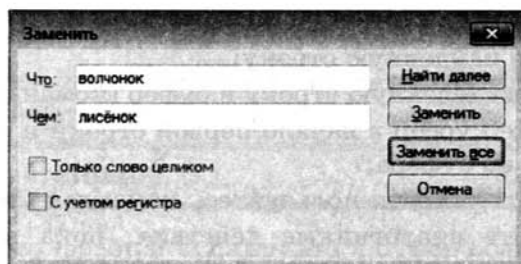 Заменить
Что: волчонок
Найти далее
Чем: лисёнок
Заменить
Заменить все
Только слово целиком
Отмена
С учетом регистра